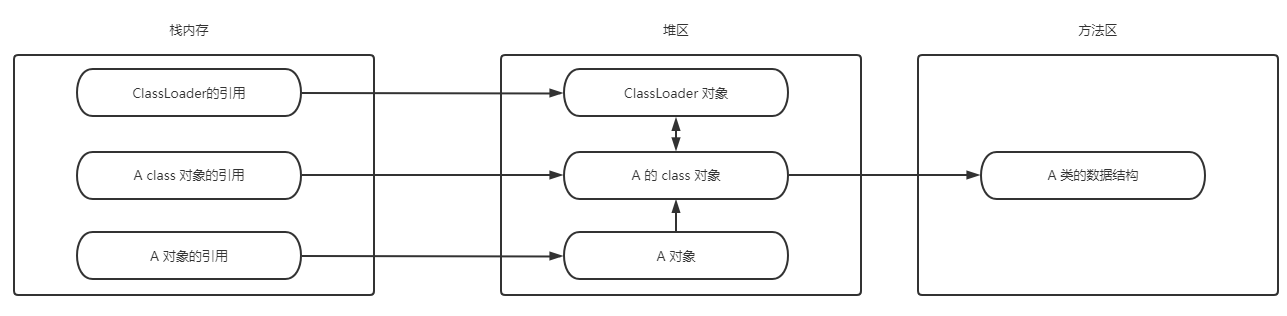 栈内存
堆区
方法区
ClassLoader的引用
ClassLoader 对象
A class 对象的引用
A 的 class 对象
A 类的数据结构
A 对象的引用
A 对象